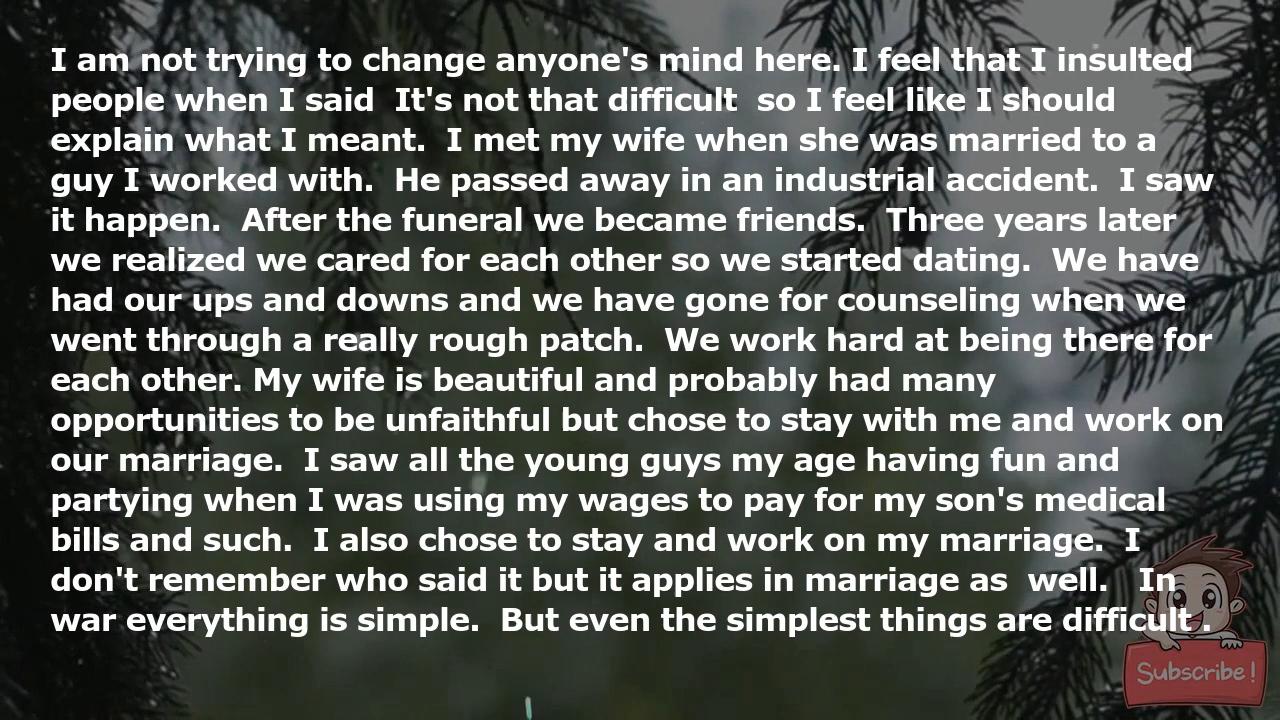 I am not trying to change anyone's mind here. I feel that I insulted
people when I said  It's not that difficult  so I feel like I should
explain what I meant.  I met my wife when she was married to a
guy I worked with.  He passed away in an industrial accident.  I saw
it happen.  After the funeral we became friends.  Three years later
we realized we cared for each other so we started dating.  We have
had our ups and downs and we have gone for counseling when we
went through a really rough patch.  We work hard at being there for
each other. My wife is beautiful and probably had many
opportunities to be unfaithful but chose to stay with me and work on
our marriage.  I saw all the young guys my age having fun and
partying when I was using my wages to pay for my son's medical
bills and such.  I also chose to stay and work on my marriage.  I
don't remember who said it but it applies in marriage as  well.   In
war everything is simple.  But even the simplest things are difficult .
Subscribe!